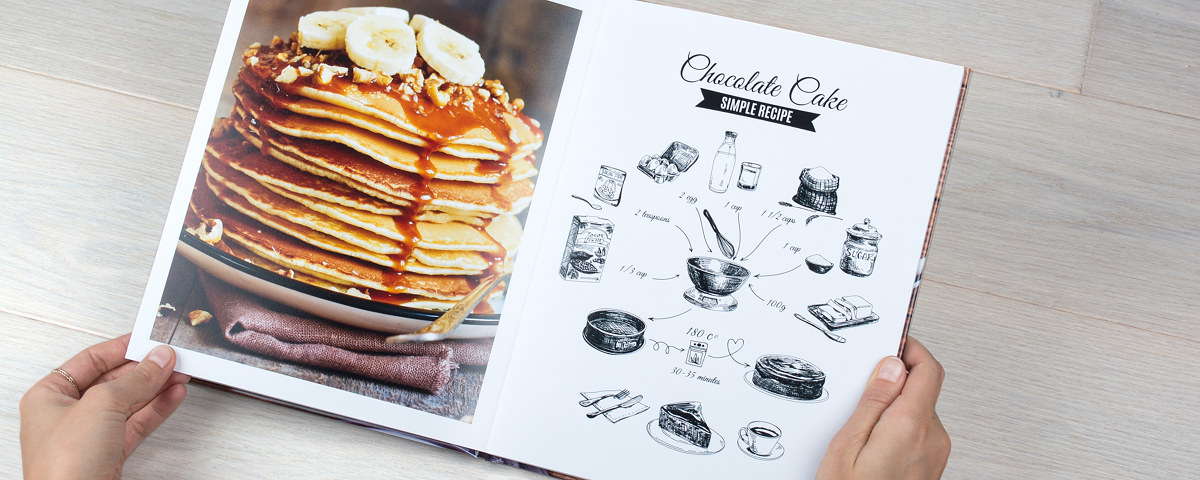 Chocolate Cake
SIMPLE RECIPE
2 egg
1 cup
1 1/2 cups
2 teaspoons
1 cup
SUGAR
1/3 cup
100g
180 C°
30-35 minutes